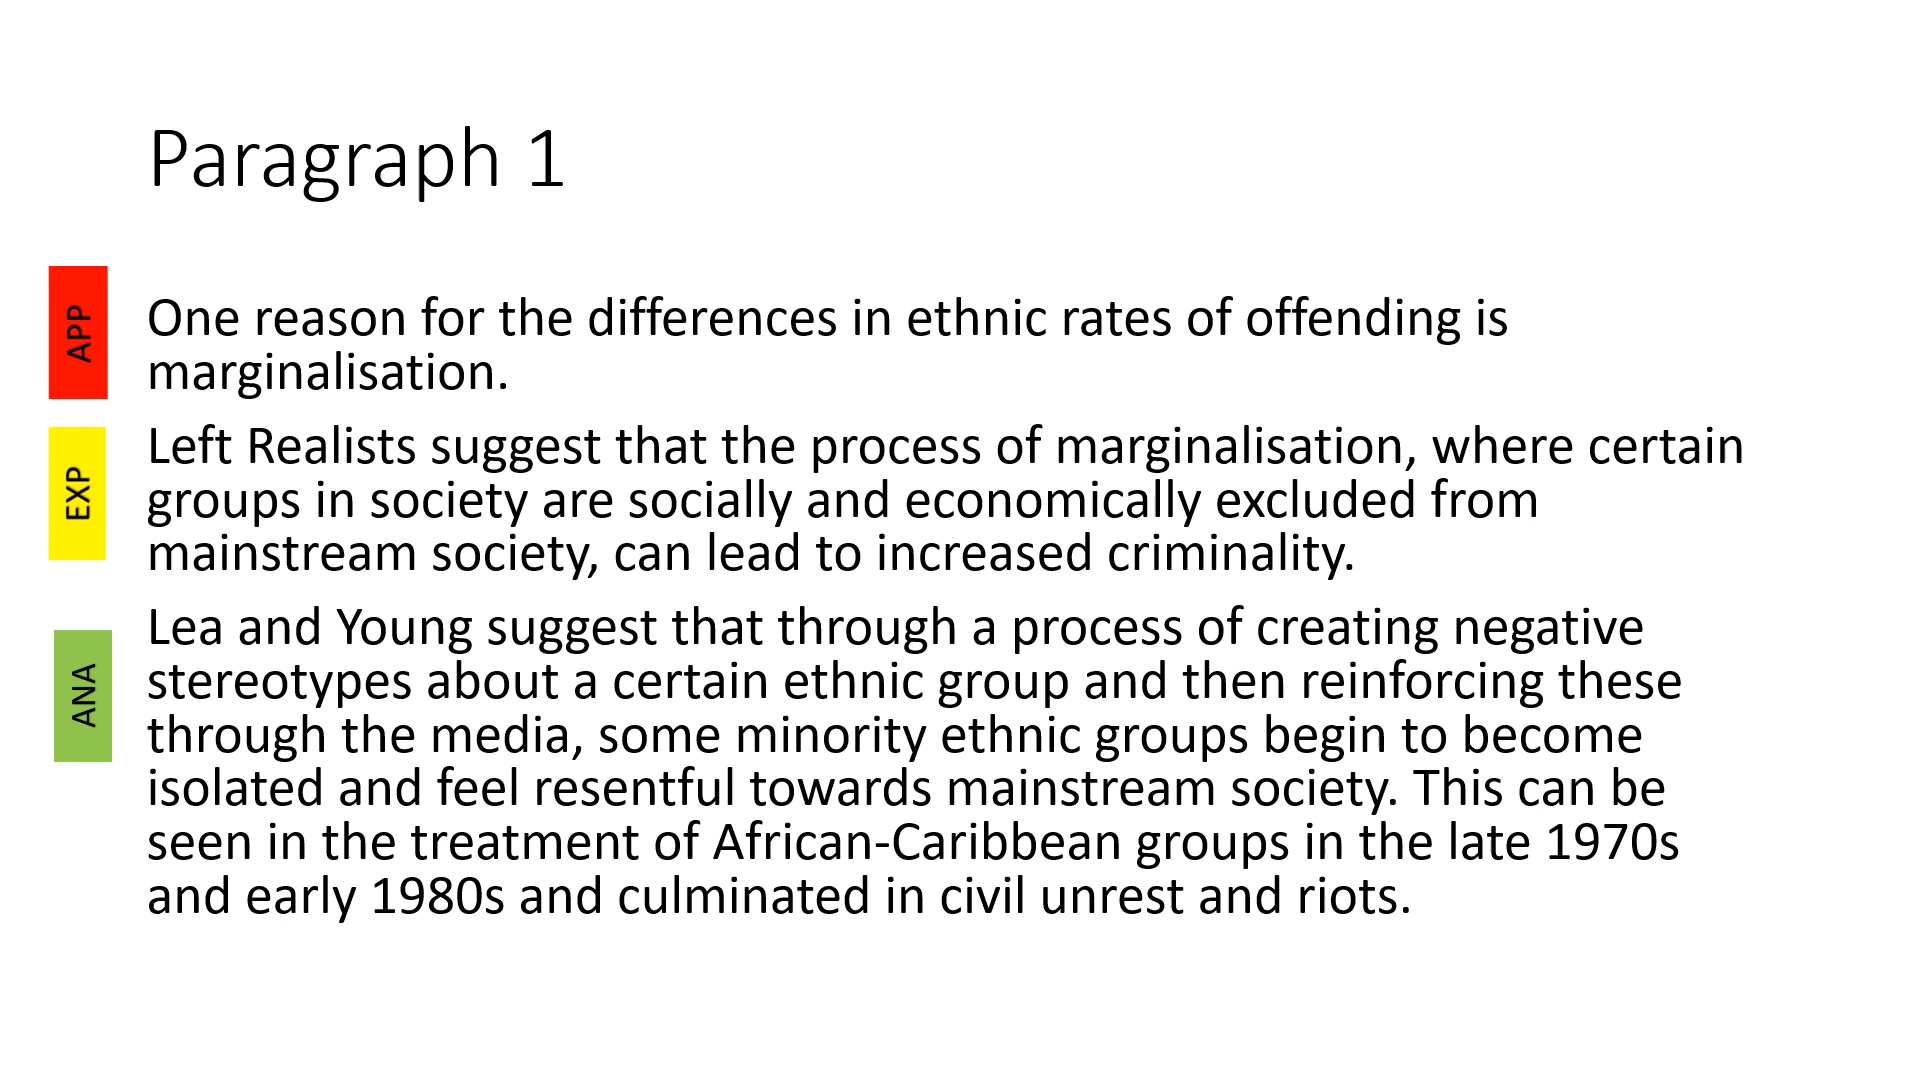 Paragraph 1
APP
One reason for the differences in ethnic rates of offending is
marginalisation.
EXP
Left Realists suggest that the process of marginalisation, where certain
groups in society are socially and economically excluded from
mainstream society, can lead to increased criminality.
ANA
Lea and Young suggest that through a process of creating negative
stereotypes about a certain ethnic group and then reinforcing these
through the media, some minority ethnic groups begin to become
isolated and feel resentful towards mainstream society. This can be
seen in the treatment of African-Caribbean groups in the late 1970s
and early 1980s and culminated in civil unrest and riots.